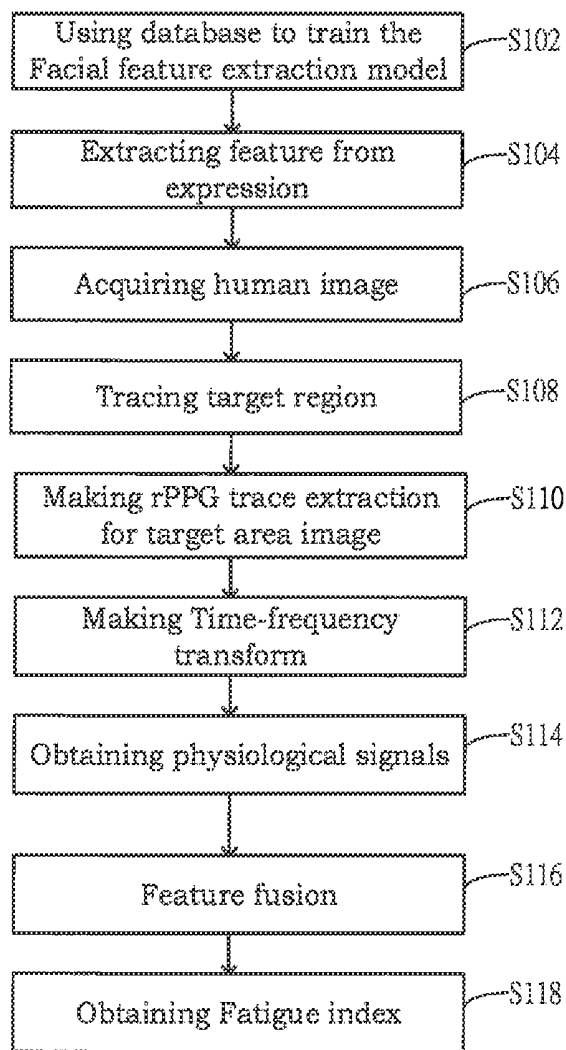 Using database to train the
Facial feature extraction model
S102
Extracting feature from
expression
S104
Acquiring human image
S106
Tracing target region
S108
Making rPPG trace extraction
for target area image
S110
Making Time-frequency
transform
S112
Obtaining physiological signals
S114
Feature fusion
S116
Obtaining Fatigue index
S118